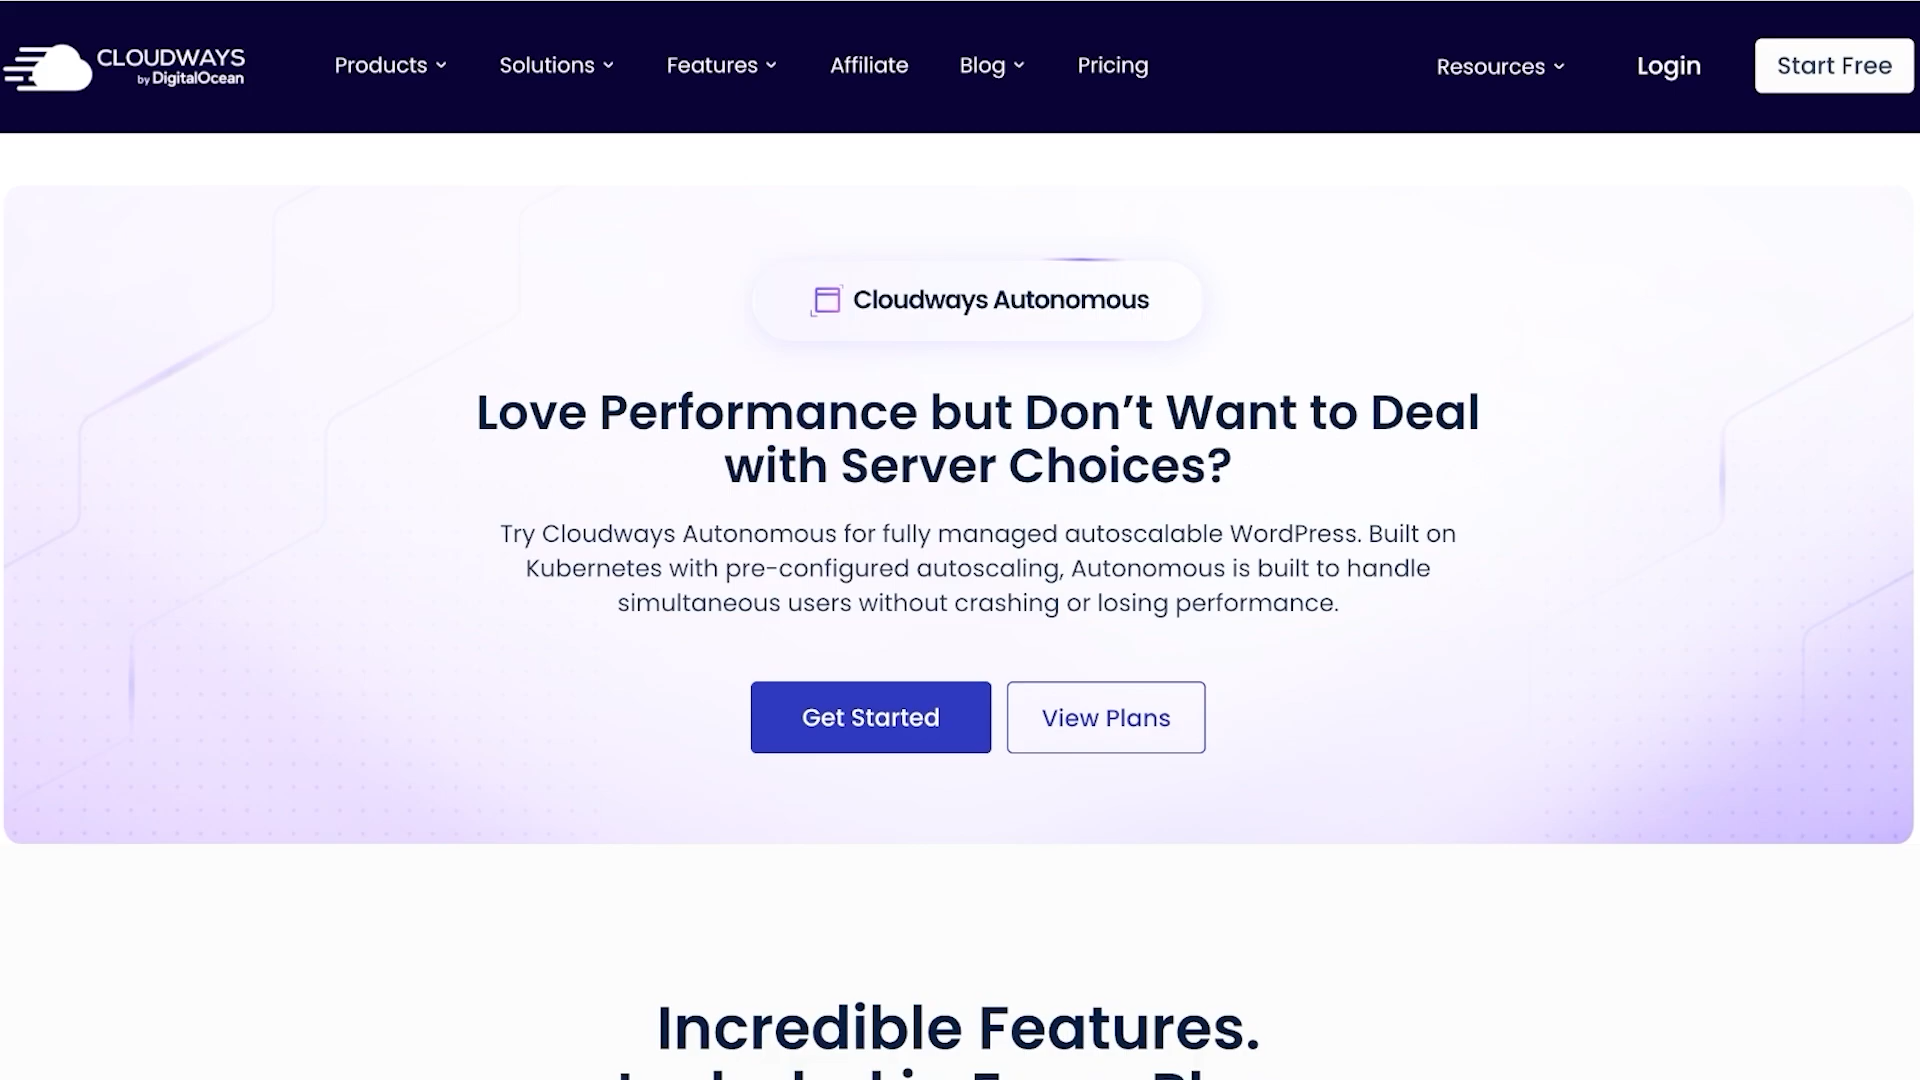 CLOUDWAYS
by DigitalOcean
Products
Solutions
Features
Affiliate
Blog
Pricing
Resources
Login
Start Free
Cloudways Autonomous
Love Performance but Don’t Want to Deal
with Server Choices?
Try Cloudways Autonomous for fully managed autoscalable WordPress. Built on
Kubernetes with pre-configured autoscaling, Autonomous is built to handle
simultaneous users without crashing or losing performance.
Get Started
View Plans
Incredible Features.